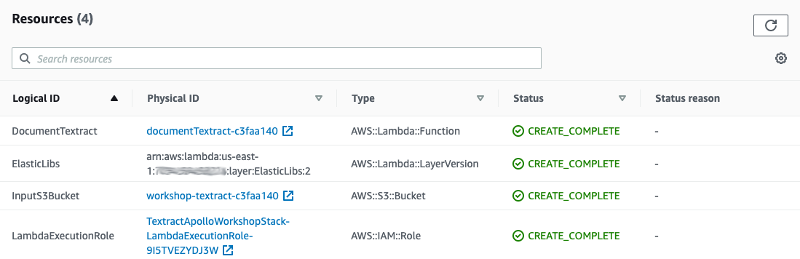 Resources (4)
Search resources
Logical ID Physical ID Type Status Status reason
DocumentTextract documentTextract-c3faa140 AWS::Lambda::Function CREATE_COMPLETE -
ElasticLibs arn:aws:lambda:us-east-
1: :layer:ElasticLibs:2 AWS::Lambda::LayerVersion CREATE_COMPLETE -
InputS3Bucket workshop-textract-c3faa140 AWS::S3::Bucket CREATE_COMPLETE -
TextractApolloWorkshopStack-
LambdaExecutionRole LambdaExecutionRole- AWS::IAM::Role CREATE_COMPLETE -
9I5TVEZYDJ3W